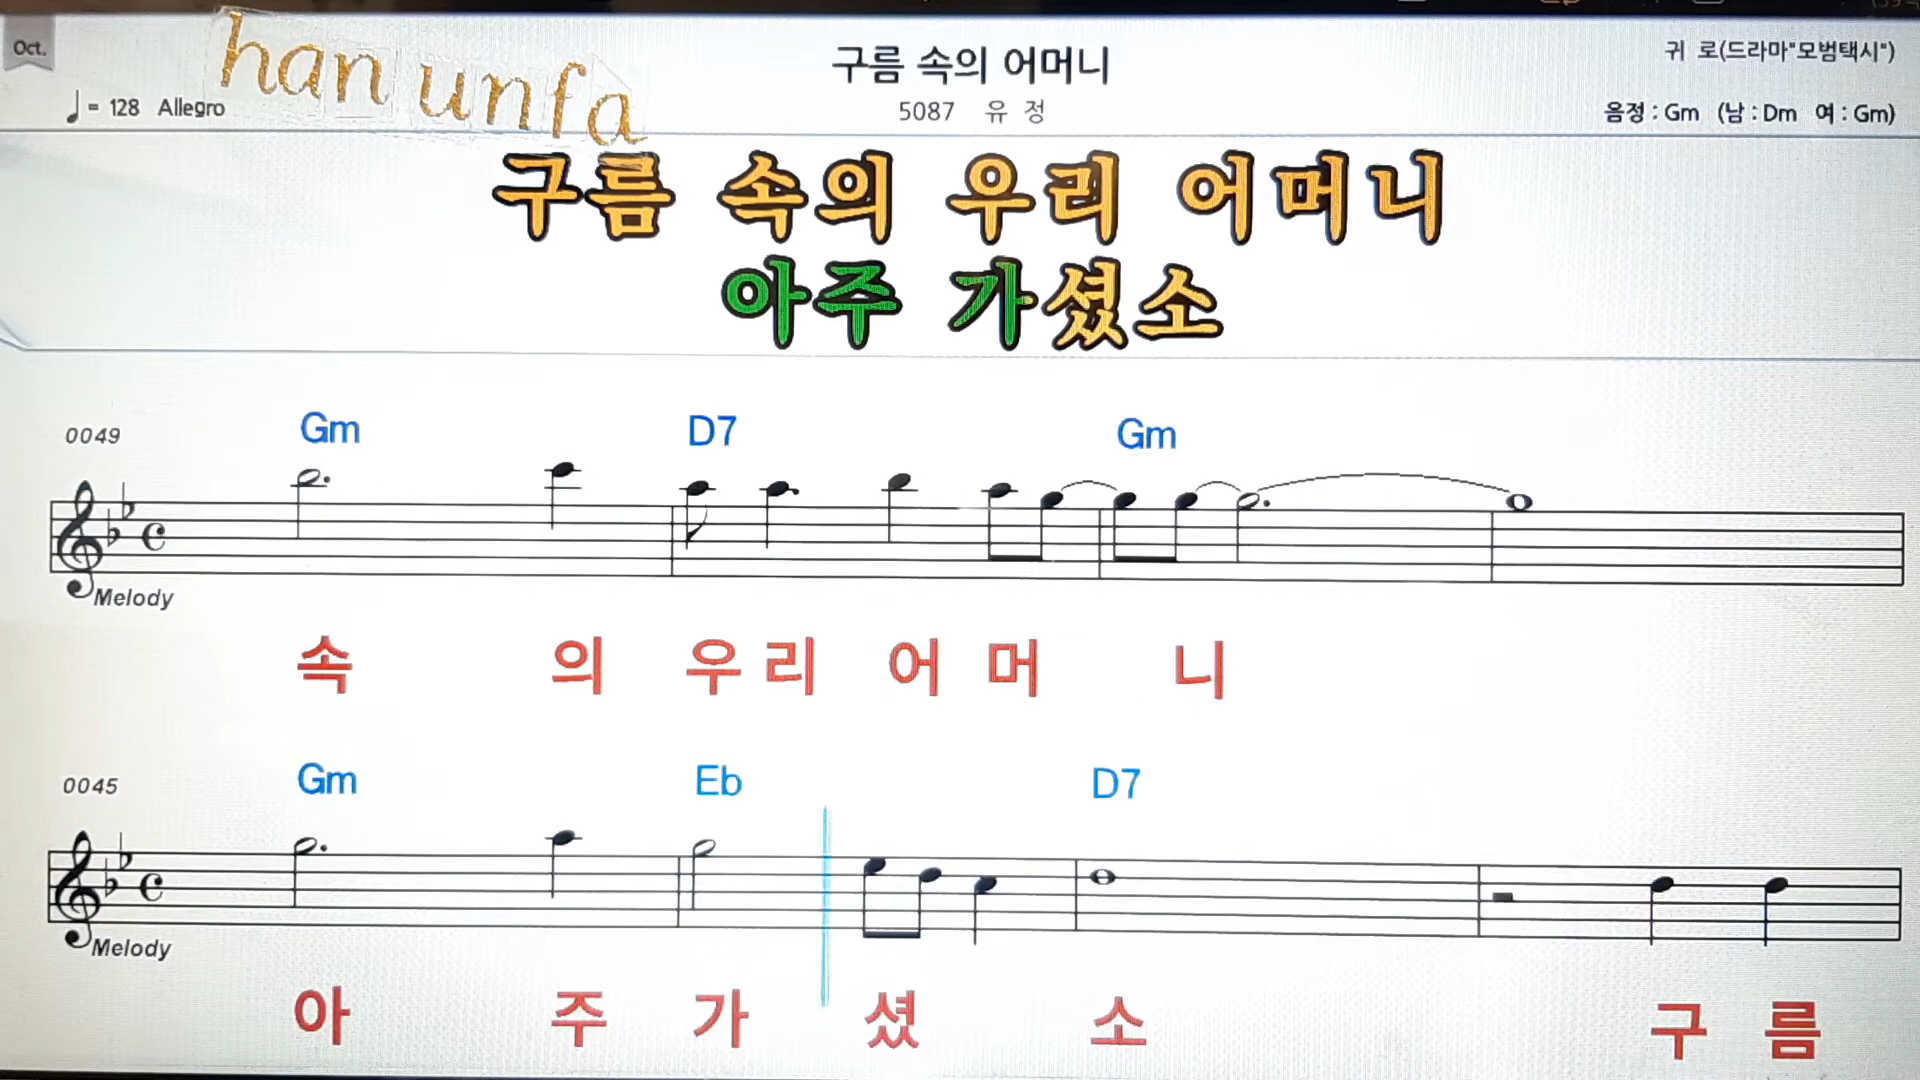 Oct.
han unfa
구름 속의 어머니
귀 로(드라마"모범택시")
♩= 128 Allegro
5087 유 정
음정 : Gm (남 : Dm 여 : Gm)
구름 속의 우리 어머니
아주 가셨소
0049 Gm D7 Gm
Melody
속 의 우 리 어 머 니
0045 Gm Eb D7
Melody
아 주 가 셨 소 구 름